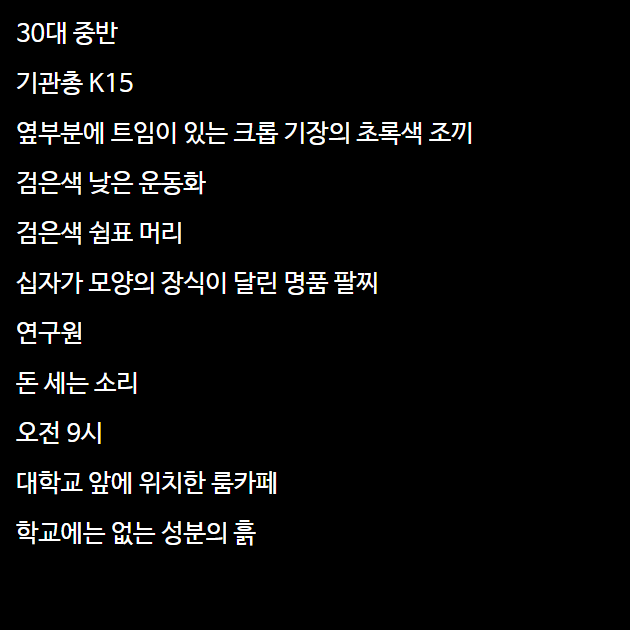 30대 중반
기관총 K15
옆부분에 트임이 있는 크롭 기장의 초록색 조끼
검은색 낮은 운동화
검은색 쉼표 머리
십자가 모양의 장식이 달린 명품 팔찌
연구원
돈 세는 소리
오전 9시
대학교 앞에 위치한 룸카페
학교에는 없는 성분의 흙